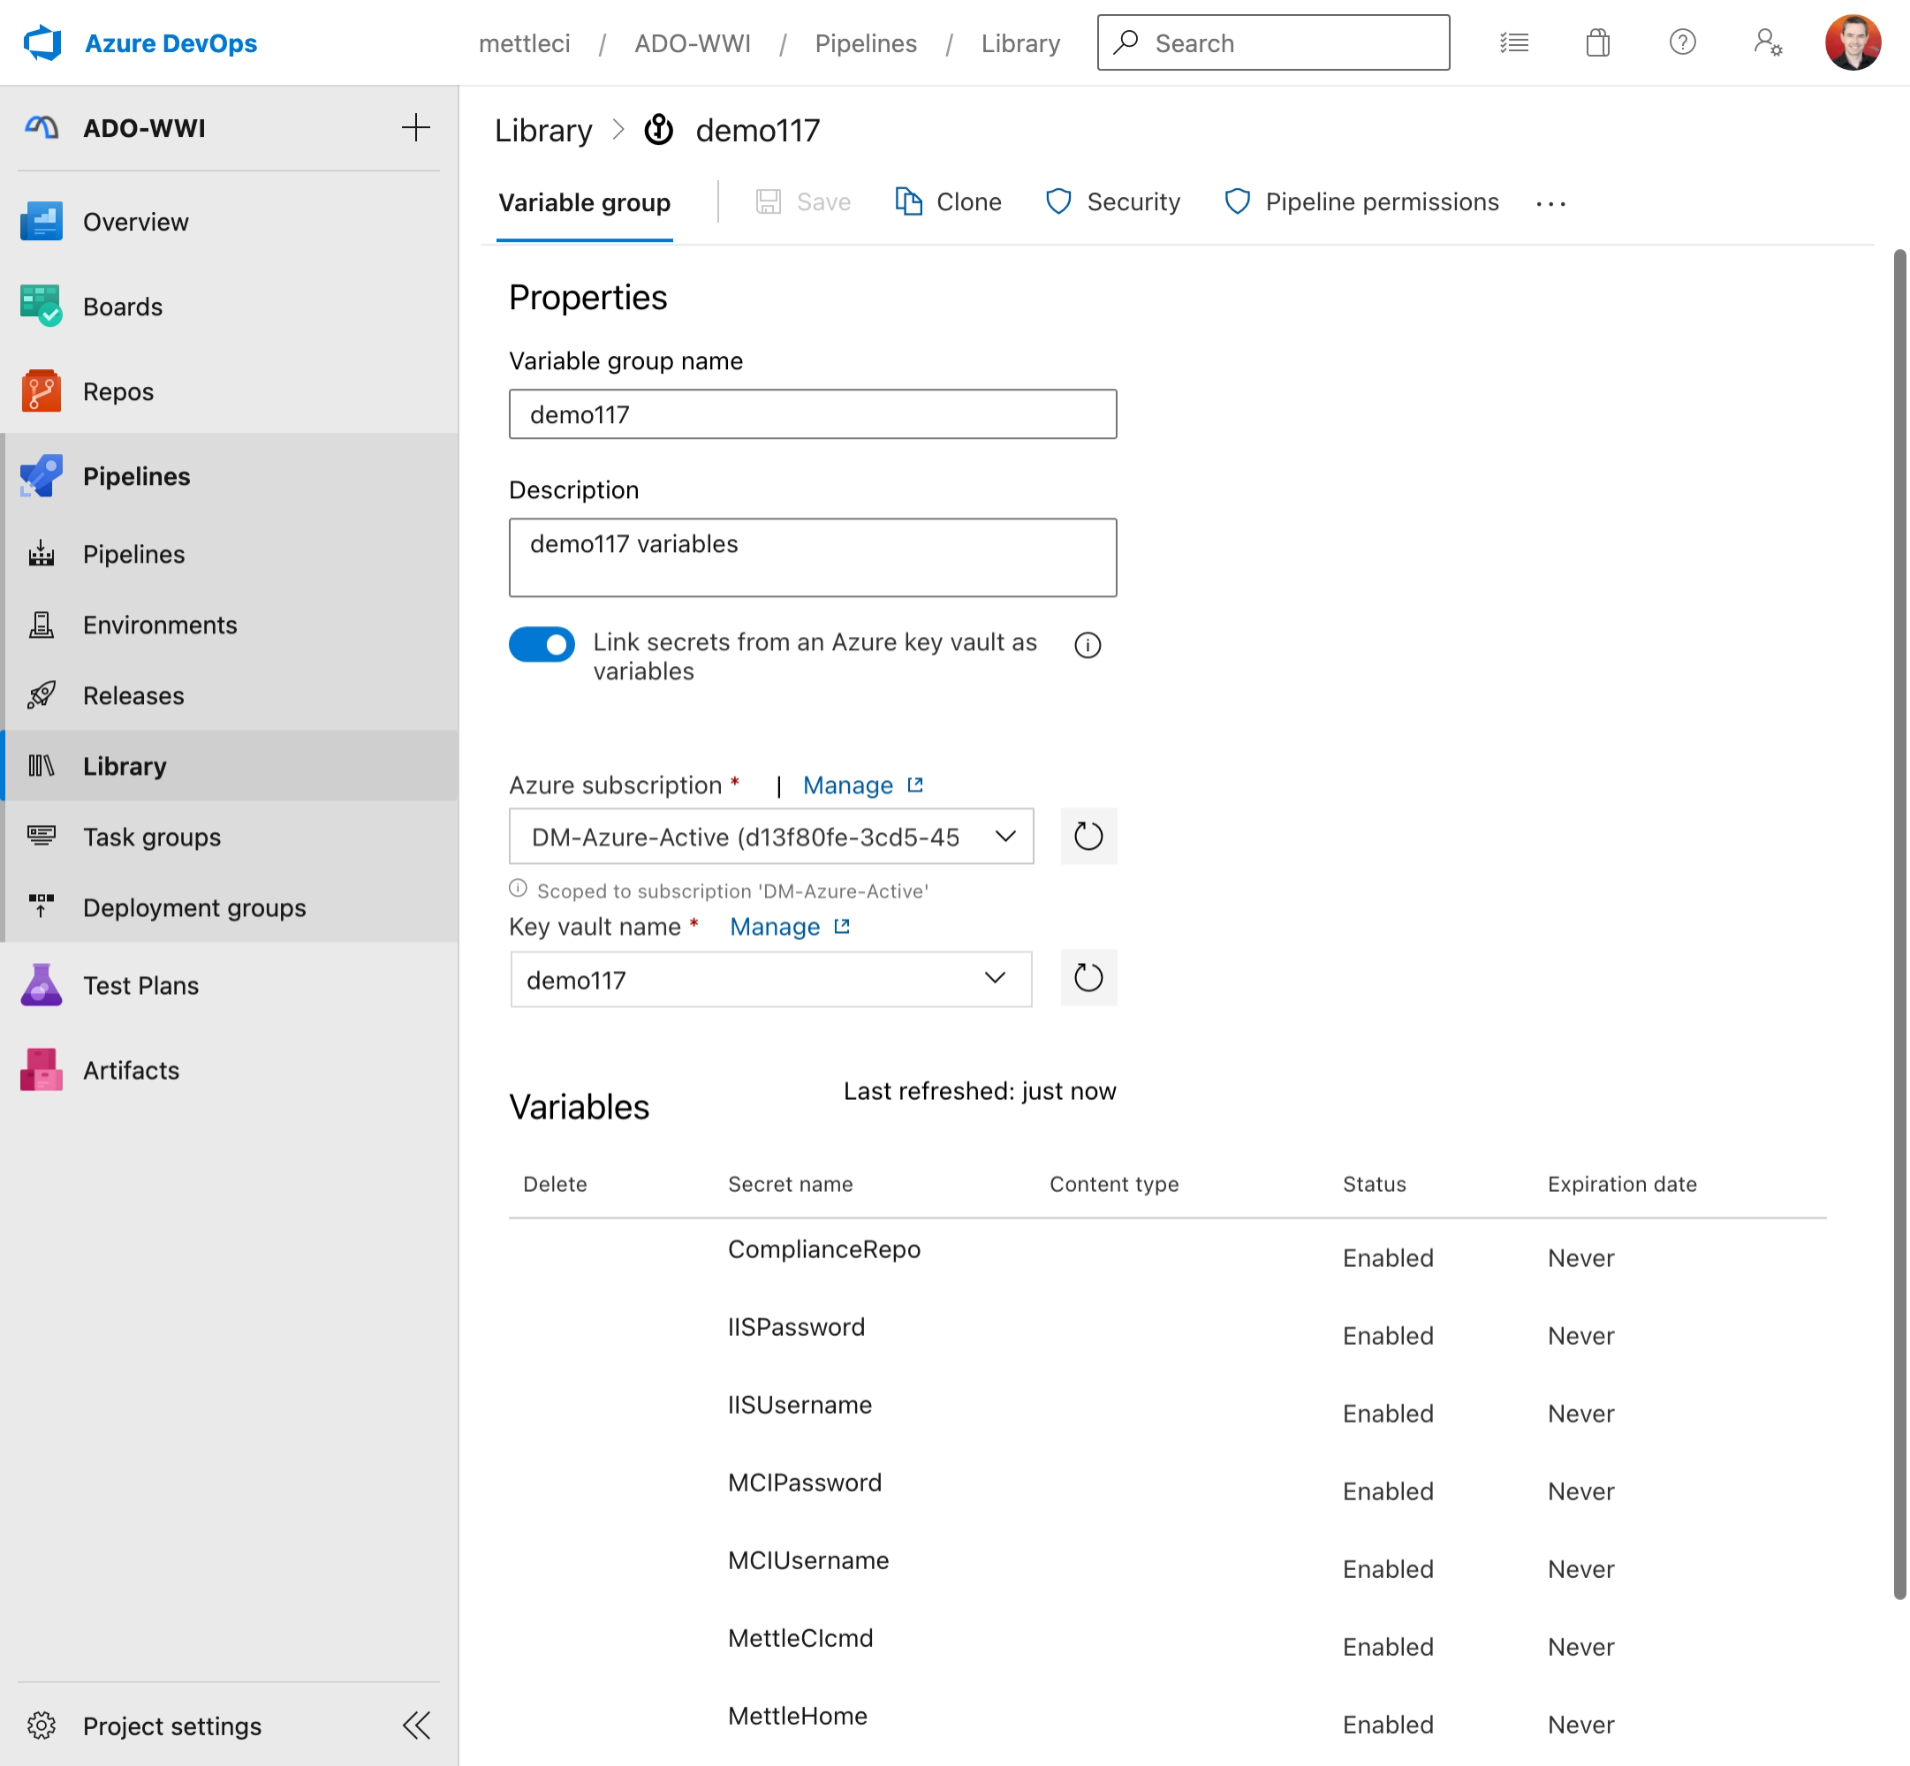 Azure DevOps
mettleci / ADO-WWI / Pipelines / Library
Search
ADO-WWI
Overview
Boards
Repos
Pipelines
Pipelines
Environments
Releases
Library
Task groups
Deployment groups
Test Plans
Artifacts
Project settings
Library > demo117
Variable group | Save Clone Security Pipeline permissions ...
Properties
Variable group name
demo117
Description
demo117 variables
Link secrets from an Azure key vault as
variables
Azure subscription * | Manage
DM-Azure-Active (d13f80fe-3cd5-45
Scoped to subscription 'DM-Azure-Active'
Key vault name * Manage
demo117
Last refreshed: just now
Variables
Delete Secret name Content type Status Expiration date
ComplianceRepo Enabled Never
IISPassword Enabled Never
IISUsername Enabled Never
MCIPassword Enabled Never
MCIUsername Enabled Never
MettleCIcmd Enabled Never
MettleHome Enabled Never